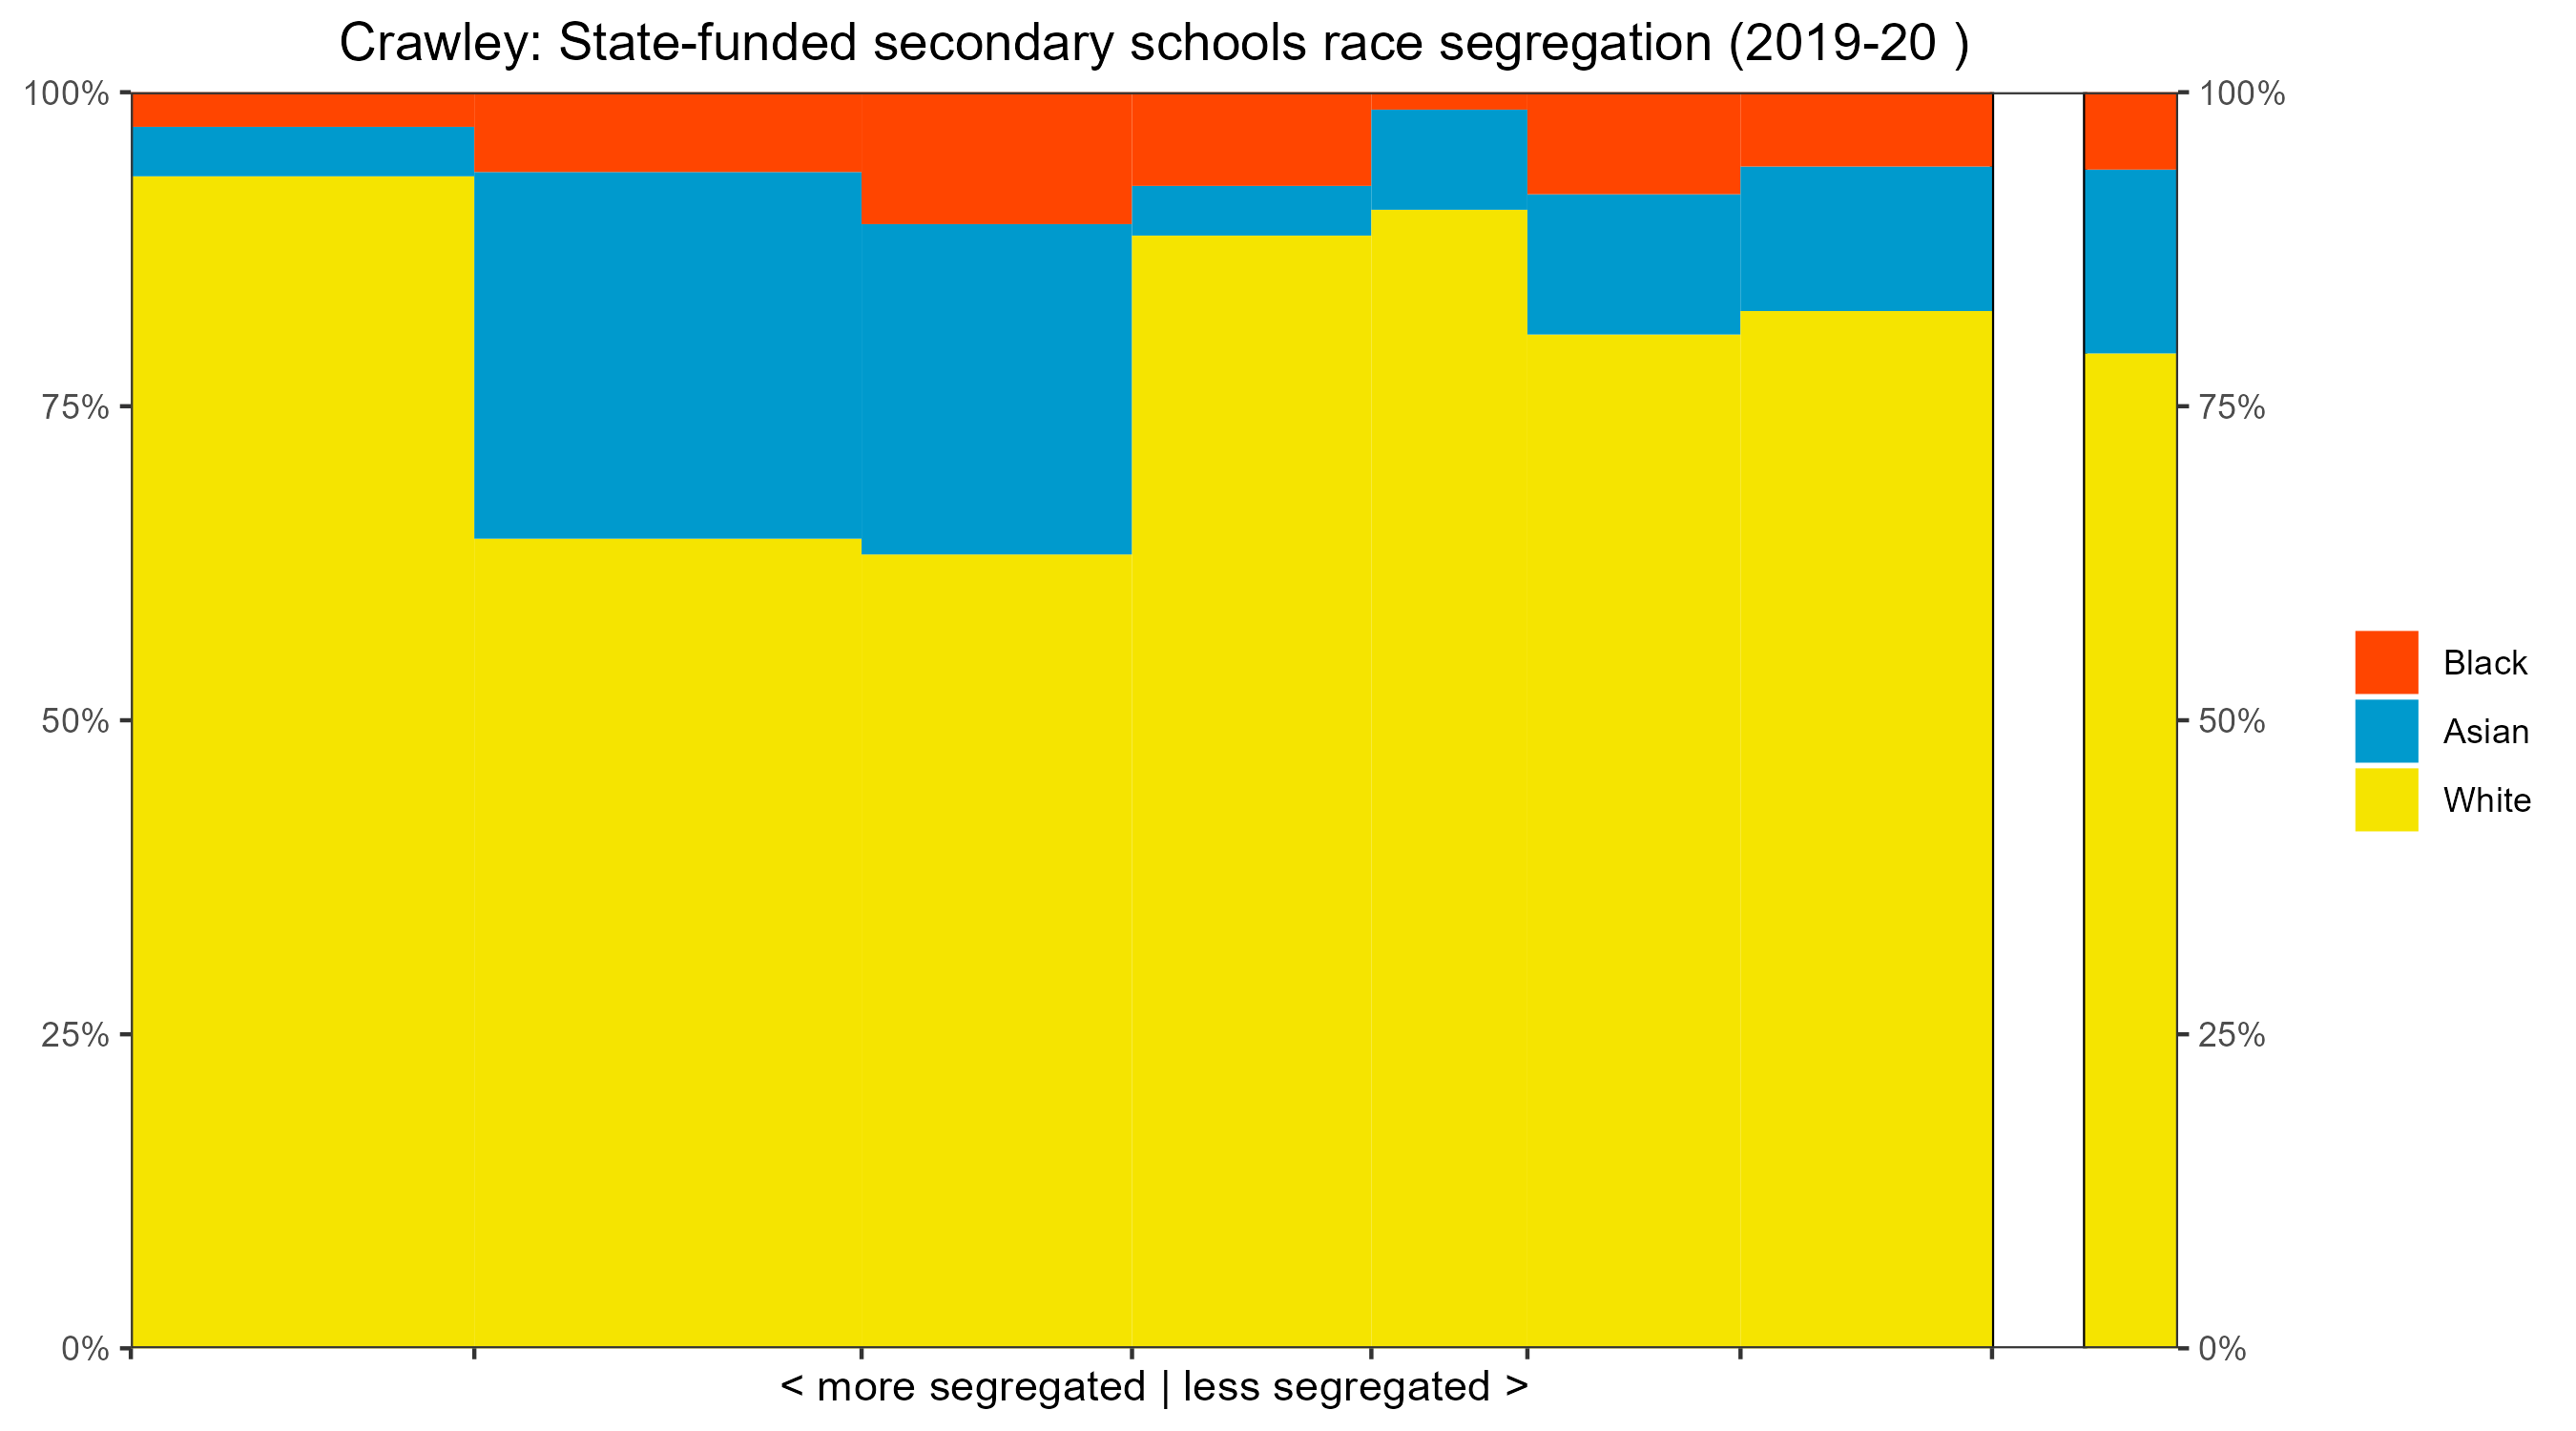 Crawley: State-funded secondary schools race segregation (2019-20 )
100%
75%
50%
25%
0%
100%
75%
50%
25%
0%
Black
Asian
White
< more segregated | less segregated >